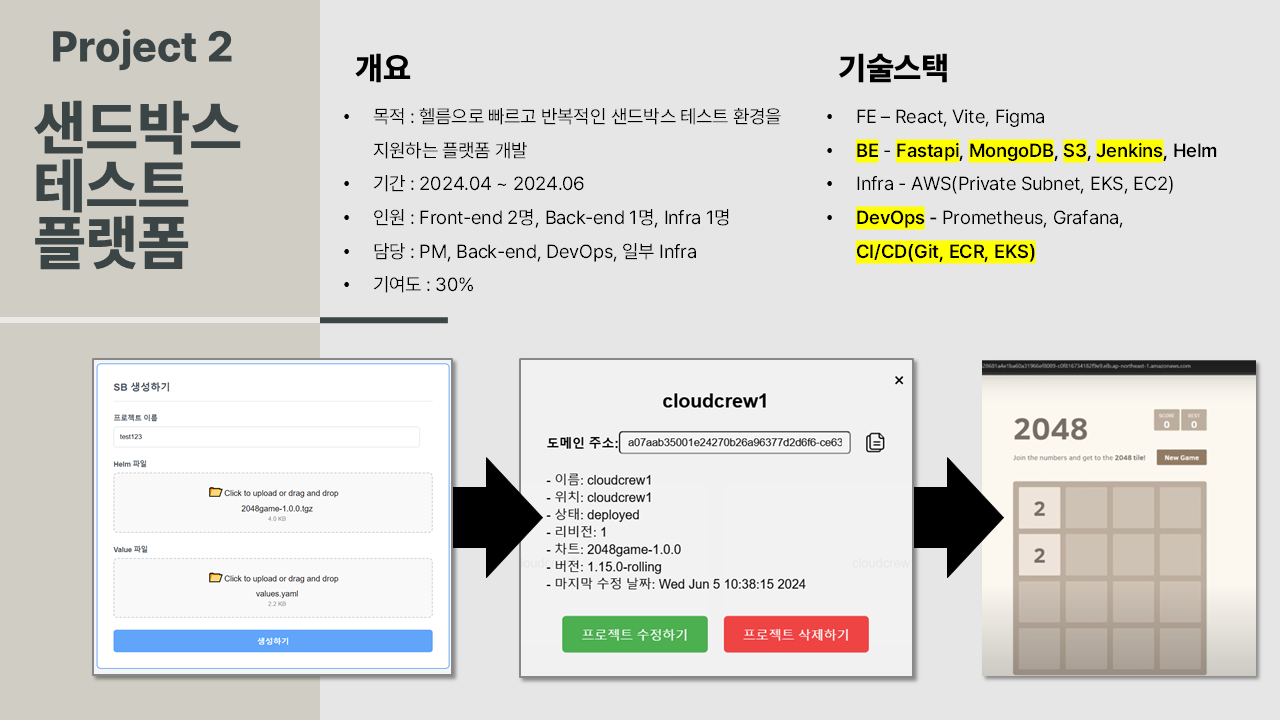 Project 2
샌드박스
테스트
플랫폼
개요
• 목적 : 헬름으로 빠르고 반복적인 샌드박스 테스트 환경을
지원하는 플랫폼 개발
• 기간 : 2024.04 ~ 2024.06
• 인원 : Front-end 2명, Back-end 1명, Infra 1명
• 담당 : PM, Back-end, DevOps, 일부 Infra
• 기여도 : 30%
기술스택
• FE – React, Vite, Figma
• BE - Fastapi, MongoDB, S3, Jenkins, Helm
• Infra - AWS(Private Subnet, EKS, EC2)
• DevOps - Prometheus, Grafana,
CI/CD(Git, ECR, EKS)
SB 생성하기
프로젝트 이름
test123
Helm 파일
Click to upload or drag and drop
2048game-1.0.0.tgz
4.0 KB
Value 파일
Click to upload or drag and drop
values.yaml
2.2 KB
생성하기
cloudcrew1
도메인 주소: a07aab35001e24270b26a96377d2d6f6-ce63
- 이름: cloudcrew1
- 위치: cloudcrew1
- 상태: deployed
- 리비전: 1
- 차트: 2048game-1.0.0
- 버전: 1.15.0-rolling
- 마지막 수정 날짜: Wed Jun 5 10:38:15 2024
cloudcrew
프로젝트 수정하기
프로젝트 삭제하기
2048
SCORE
0
BEST
0
Join the numbers and get to the 2048 tile!
New Game
2
2